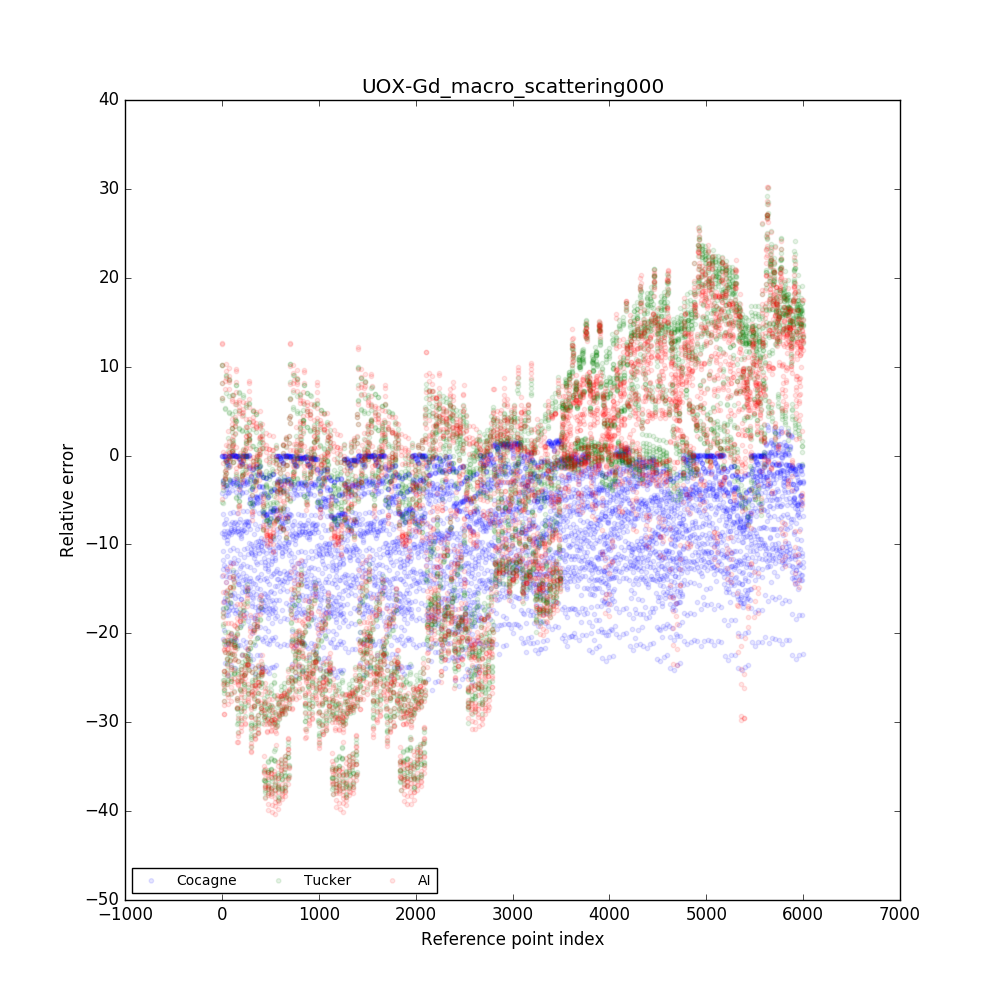 UOX-Gd_macro_scattering000
40
30
20
10
0
−10
−20
−30
−40
−50
Relative error
Cocagne Tucker AI
−1000 0 1000 2000 3000 4000 5000 6000 7000
Reference point index